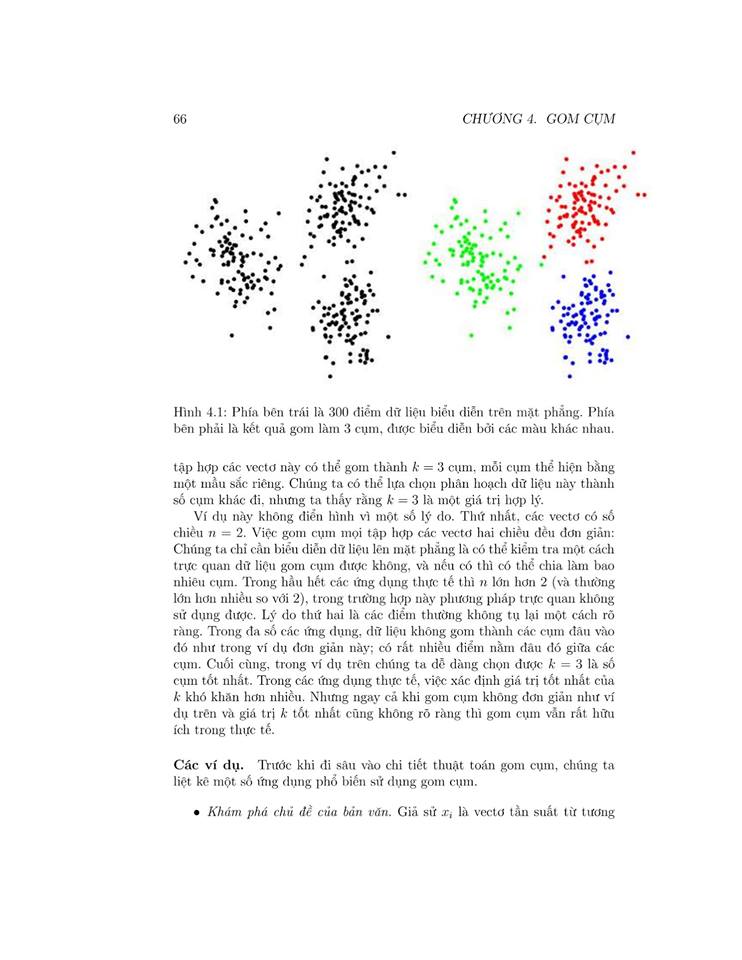 66
CHƯƠNG 4. GOM CỤM
Hình 4.1: Phía bên trái là 300 điểm dữ liệu biểu diễn trên mặt phẳng. Phía
bên phải là kết quả gom làm 3 cụm, được biểu diễn bởi các màu khác nhau.
tập hợp các vectơ này có thể gom thành k = 3 cụm, mỗi cụm thể hiện bằng
một mầu sắc riêng. Chúng ta có thể lựa chọn phân hoạch dữ liệu này thành
số cụm khác đi, nhưng ta thấy rằng k = 3 là một giá trị hợp lý.
Ví dụ này không điển hình vì một số lý do. Thứ nhất, các vectơ có số
chiều n = 2. Việc gom cụm mọi tập hợp các vectơ hai chiều đều đơn giản:
Chúng ta chỉ cần biểu diễn dữ liệu lên mặt phẳng là có thể kiểm tra một cách
trực quan dữ liệu gom cụm được không, và nếu có thì có thể chia làm bao
nhiêu cụm. Trong hầu hết các ứng dụng thực tế thì n lớn hơn 2 (và thường
lớn hơn nhiều so với 2), trong trường hợp này phương pháp trực quan không
sử dụng được. Lý do thứ hai là các điểm thường không tụ lại một cách rõ
ràng. Trong đa số các ứng dụng, dữ liệu không gom thành các cụm đâu vào
đó như trong ví dụ đơn giản này; có rất nhiều điểm nằm đâu đó giữa các
cụm. Cuối cùng, trong ví dụ trên chúng ta dễ dàng chọn được k = 3 là số
cụm tốt nhất. Trong các ứng dụng thực tế, việc xác định giá trị tốt nhất của
k khó khăn hơn nhiều. Nhưng ngay cả khi gom cụm không đơn giản như ví
dụ trên và giá trị k tốt nhất cũng không rõ ràng thì gom cụm vẫn rất hữu
ích trong thực tế.
Các ví dụ. Trước khi đi sâu vào chi tiết thuật toán gom cụm, chúng ta
liệt kê một số ứng dụng phổ biến sử dụng gom cụm.
• Khám phá chủ đề của bản văn. Giả sử xᵢ là vectơ tần suất từ tương